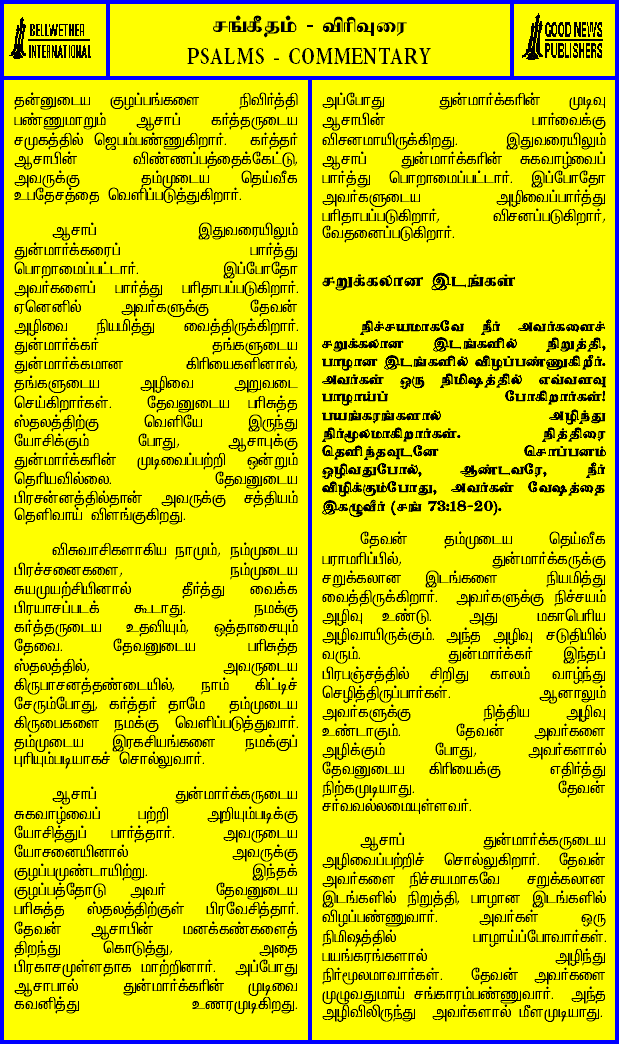 BELLWETHER
INTERNATIONAL
சங்கீதம் - விரிவுரை
PSALMS - COMMENTARY
GOOD NEWS
PUBLISHERS
தன்னுடைய குழப்பங்களை நிவிர்த்தி
பண்ணுமாறும் ஆசாப் கர்த்தருடைய
சமுகத்தில் ஜெபம்பண்ணுகிறார். கர்த்தர்
ஆசாபின் விண்ணப்பத்தைக்கேட்டு,
அவருக்கு தம்முடைய தெய்வீக
உபதேசத்தை வெளிப்படுத்துகிறார்.
ஆசாப் இதுவரையிலும்
துன்மார்க்கரைப் பார்த்து
பொறாமைப்பட்டார். இப்போதோ
அவர்களைப் பார்த்து பரிதாபப்படுகிறார்.
ஏனெனில் அவர்களுக்கு தேவன்
அழிவை நியமித்து வைத்திருக்கிறார்.
துன்மார்க்கர் தங்களுடைய
துன்மார்க்கமான கிரியைகளினால்,
தங்களுடைய அழிவை அறுவடை
செய்கிறார்கள். தேவனுடைய பரிசுத்த
ஸ்தலத்திற்கு வெளியே இருந்து
யோசிக்கும் போது, ஆசாபுக்கு
துன்மார்க்கரின் முடிவைப்பற்றி ஒன்றும்
தெரியவில்லை. தேவனுடைய
பிரசன்னத்தில்தான் அவருக்கு சத்தியம்
தெளிவாய் விளங்குகிறது.
விசுவாசிகளாகிய நாமும், நம்முடைய
பிரச்சனைகளை, நம்முடைய
சுயமுயற்சியினால் தீர்த்து வைக்க
பிரயாசப்படக் கூடாது. நமக்கு
கர்த்தருடைய உதவியும், ஒத்தாசையும்
தேவை. தேவனுடைய பரிசுத்த
ஸ்தலத்தில், அவருடைய
கிருபாசனத்தண்டையில், நாம் கிட்டிச்
சேரும்போது, கர்த்தர் தாமே தம்முடைய
கிருபைகளை நமக்கு வெளிப்படுத்துவார்.
தம்முடைய இரகசியங்களை நமக்குப்
புரியும்படியாகச் சொல்லுவார்.
ஆசாப் துன்மார்க்கருடைய
சுகவாழ்வைப் பற்றி அறியும்படிக்கு
யோசித்துப் பார்த்தார். அவருடைய
யோசனையினால் அவருக்கு
குழப்பமுண்டாயிற்று. இந்தக்
குழப்பத்தோடு அவர் தேவனுடைய
பரிசுத்த ஸ்தலத்திற்குள் பிரவேசித்தார்.
தேவன் ஆசாபின் மனக்கண்களைத்
திறந்து கொடுத்து, அதை
பிரகாசமுள்ளதாக மாற்றினார். அப்போது
ஆசாபால் துன்மார்க்கரின் முடிவை
கவனித்து உணரமுடிகிறது.
அப்போது துன்மார்க்கரின் முடிவு
ஆசாபின் பார்வைக்கு
விசனமாயிருக்கிறது. இதுவரையிலும்
ஆசாப் துன்மார்க்கரின் சுகவாழ்வைப்
பார்த்து பொறாமைப்பட்டார். இப்போதோ
அவர்களுடைய அழிவைப்பார்த்து
பரிதாபப்படுகிறார், விசனப்படுகிறார்,
வேதனைப்படுகிறார்.
சறுக்கலான இடங்கள்
நிச்சயமாகவே நீர் அவர்களைச்
சறுக்கலான இடங்களில் நிறுத்தி,
பாழான இடங்களில் விழப்பண்ணுகிறீர்.
அவர்கள் ஒரு நிமிஷத்தில் எவ்வளவு
பாழாய்ப் போகிறார்கள்!
பயங்கரங்களால் அழிந்து
நிர்மூலமாகிறார்கள். நித்திரை
தெளிந்தவுடனே சொப்பனம்
ஒழிவதுபோல், ஆண்டவரே, நீர்
விழிக்கும்போது, அவர்கள் வேஷத்தை
இகழுவீர் (சங் 73:18-20).
தேவன் தம்முடைய தெய்வீக
பராமரிப்பில், துன்மார்க்கருக்கு
சறுக்கலான இடங்களை நியமித்து
வைத்திருக்கிறார். அவர்களுக்கு நிச்சயம்
அழிவு உண்டு. அது மகாபெரிய
அழிவாயிருக்கும். அந்த அழிவு சடுதியில்
வரும். துன்மார்க்கர் இந்தப்
பிரபஞ்சத்தில் சிறிது காலம் வாழ்ந்து
செழித்திருப்பார்கள். ஆனாலும்
அவர்களுக்கு நித்திய அழிவு
உண்டாகும். தேவன் அவர்களை
அழிக்கும் போது, அவர்களால்
தேவனுடைய கிரியைக்கு எதிர்த்து
நிற்கமுடியாது. தேவன்
சர்வவல்லமையுள்ளவர்.
ஆசாப் துன்மார்க்கருடைய
அழிவைப்பற்றிச் சொல்லுகிறார். தேவன்
அவர்களை நிச்சயமாகவே சறுக்கலான
இடங்களில் நிறுத்தி, பாழான இடங்களில்
விழப்பண்ணுவார். அவர்கள் ஒரு
நிமிஷத்தில் பாழாய்ப்போவார்கள்.
பயங்கரங்களால் அழிந்து
நிர்மூலமாவார்கள். தேவன் அவர்களை
முழுவதுமாய் சங்காரம்பண்ணுவார். அந்த
அழிவிலிருந்து அவர்களால் மீளமுடியாது.